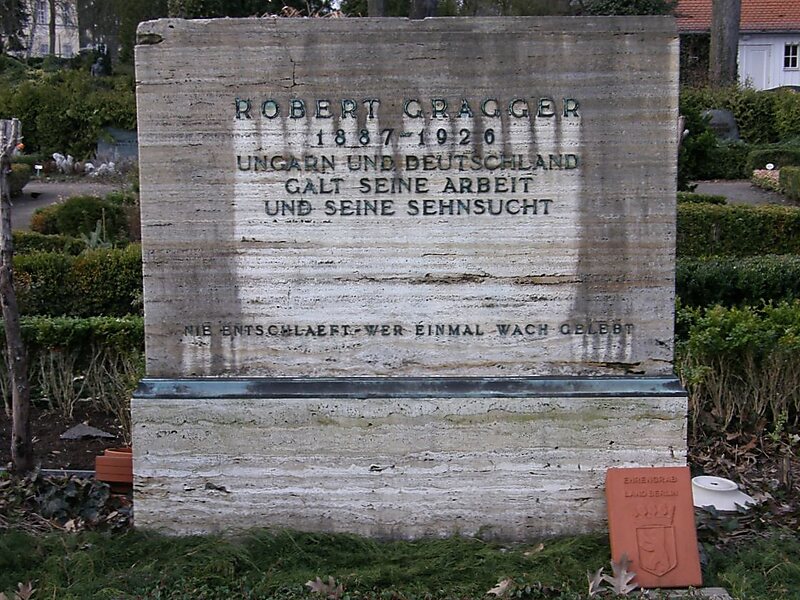 ROBERT GRAGGER
1887-1926
UNGARN UND DEUTSCHLAND
GALT SEINE ARBEIT
UND SEINE SEHNSUCHT
NIE ENTSCHLAEFT-WER EINMAL WACH GELEBT
EHRENGRAB
LAND BERLIN